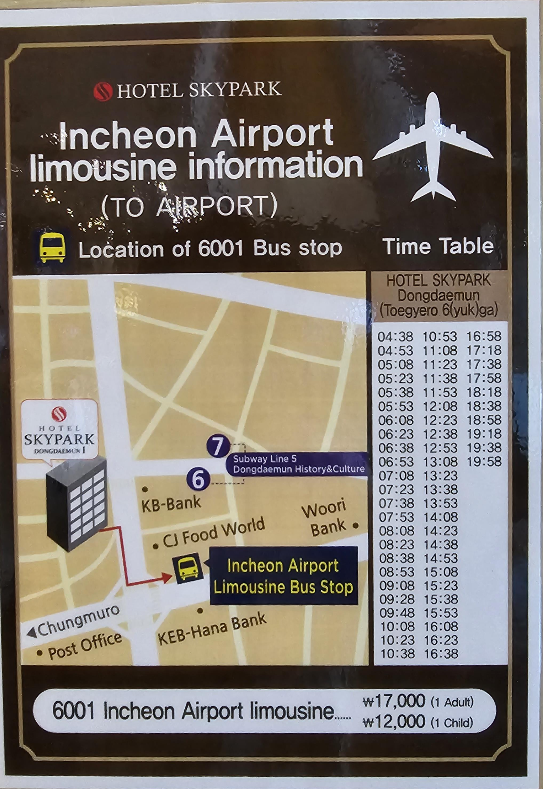 HOTEL SKYPARK
Incheon Airport
limousine information
(TO AIRPORT)
Location of 6001 Bus stop
Time Table
HOTEL SKYPARK
Dongdaemun
(Toegyero 6(yuk)ga)
04:38 10:53 16:58
04:53 11:08 17:18
05:08 11:23 17:38
05:23 11:38 17:58
05:38 11:53 18:18
05:53 12:08 18:38
06:08 12:23 18:58
06:23 12:38 19:18
06:38 12:53 19:38
06:53 13:08 19:58
07:08 13:23
07:23 13:38
07:38 13:53
07:53 14:08
08:08 14:23
08:23 14:38
08:38 14:53
08:53 15:08
09:08 15:23
09:28 15:38
09:48 15:53
10:08 16:08
10:23 16:23
10:38 16:38
HOTEL
SKYPARK
DONGDAEMUN I
7
Subway Line 5
Dongdaemun History&Culture
6
KB-Bank
CJ Food World
Woori
Bank
Incheon Airport
Limousine Bus Stop
Chungmuro
Post Office
KEB-Hana Bank
6001 Incheon Airport limousine......
₩17,000 (1 Adult)
₩12,000 (1 Child)